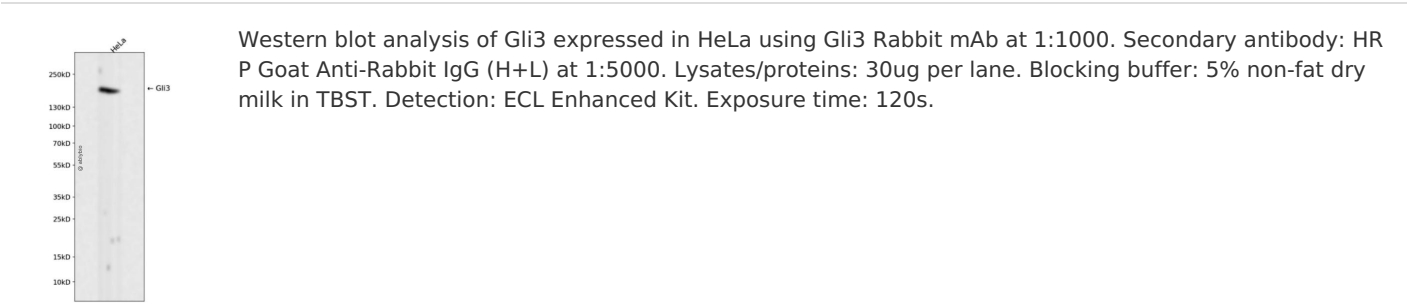 HeLa
250kD
← Gli3
130kD
100kD
70kD
55kD
@ abybio
35kD
25kD
15kD
10kD
Western blot analysis of Gli3 expressed in HeLa using Gli3 Rabbit mAb at 1:1000. Secondary antibody: HR
P Goat Anti-Rabbit IgG (H+L) at 1:5000. Lysates/proteins: 30ug per lane. Blocking buffer: 5% non-fat dry
milk in TBST. Detection: ECL Enhanced Kit. Exposure time: 120s.